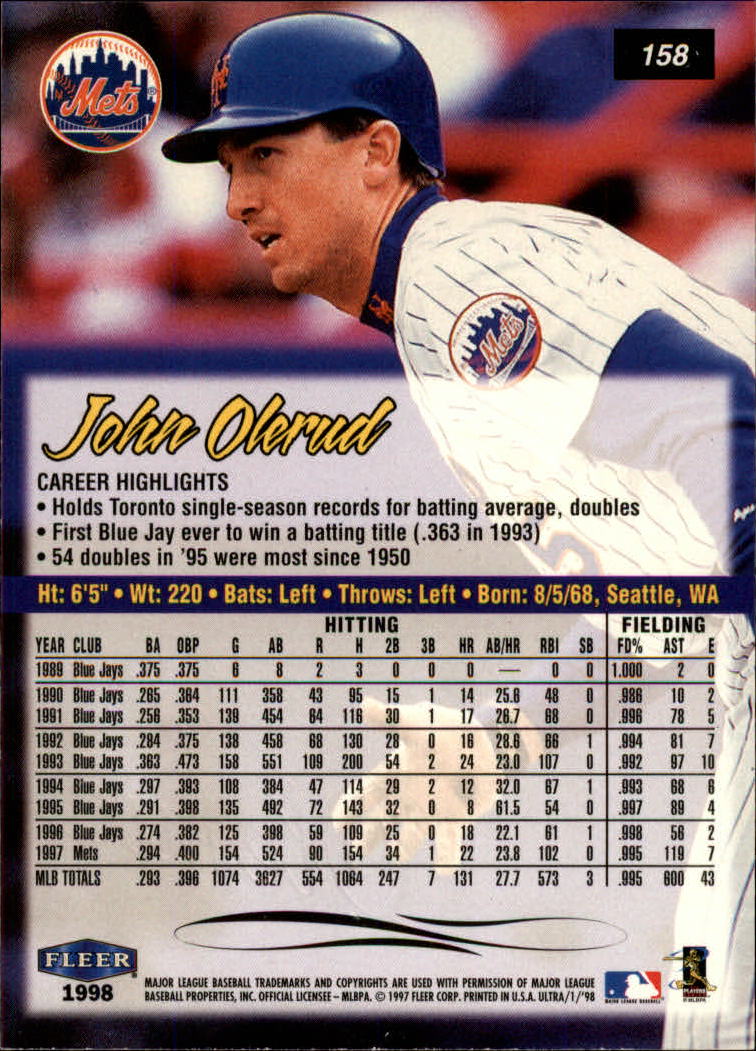 158
Mets
Mets
John Olerud
CAREER HIGHLIGHTS
• Holds Toronto single-season records for batting average, doubles
• First Blue Jay ever to win a batting title (.363 in 1993)
• 54 doubles in '95 were most since 1950
Ht: 6'5" • Wt: 220 • Bats: Left • Throws: Left • Born: 8/5/68, Seattle, WA
HITTING FIELDING
YEAR CLUB BA OBP G AB R H 2B 3B HR AB/HR RBI SB FD% AST E
1989 Blue Jays .375 .375 6 8 2 3 0 0 0 — 0 0 1.000 2 0
1990 Blue Jays .265 .364 111 358 43 95 15 1 14 25.6 48 0 .986 10 2
1991 Blue Jays .256 .353 139 454 64 116 30 1 17 26.7 68 0 .996 78 5
1992 Blue Jays .284 .375 138 458 68 130 28 0 16 28.6 66 1 .994 81 7
1993 Blue Jays .363 .473 158 551 109 200 54 2 24 23.0 107 0 .992 97 10
1994 Blue Jays .297 .393 108 384 47 114 29 2 12 32.0 67 1 .993 68 6
1995 Blue Jays .291 .398 135 492 72 143 32 0 8 61.5 54 0 .997 89 4
1996 Blue Jays .274 .382 125 398 59 109 25 0 18 22.1 61 1 .998 56 2
1997 Mets .294 .400 154 524 90 154 34 1 22 23.8 102 0 .995 119 7
MLB TOTALS .293 .396 1074 3627 554 1064 247 7 131 27.7 573 3 .995 600 43
FLEER
1998
MAJOR LEAGUE BASEBALL TRADEMARKS AND COPYRIGHTS ARE USED WITH PERMISSION OF MAJOR LEAGUE
BASEBALL PROPERTIES, INC. OFFICIAL LICENSEE – MLBPA. © 1997 FLEER CORP. PRINTED IN U.S.A. ULTRA/1/'98
MAJOR LEAGUE BASEBALL
PLAYERS
© MLBPA